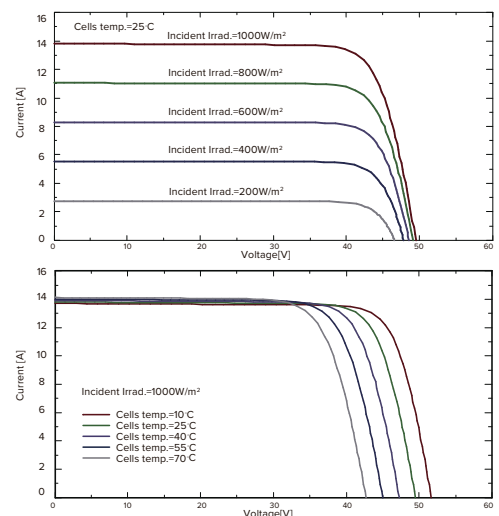 16
Cells temp.=25·C
Incident Irrad.=1000W/m²
14
12
Incident Irrad.=800W/m²
10
Incident Irrad.=600W/m²
8
Current [A]
6
Incident Irrad.=400W/m²
4
Incident Irrad.=200W/m²
2
0
0 10 20 30 40 50 60
Voltage[V]
16
14
12
10
8
Current [A]
Incident Irrad.=1000W/m²
6
Cells temp.=10·C
Cells temp.=25·C
4
Cells temp.=40·C
Cells temp.=55·C
Cells temp.=70·C
2
0
0 10 20 30 40 50 60
Voltage[V]